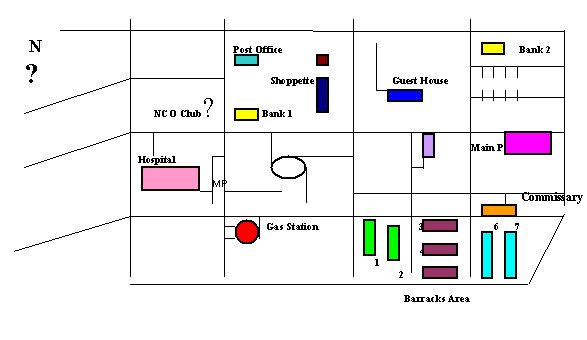 N
?
Post Office
Bank 2
Shoppette
Guest House
NCO Club ?
Bank 1
Main P
Hospital
MP
Commissary
Gas Station
3
6
7
1
2
Barracks Area